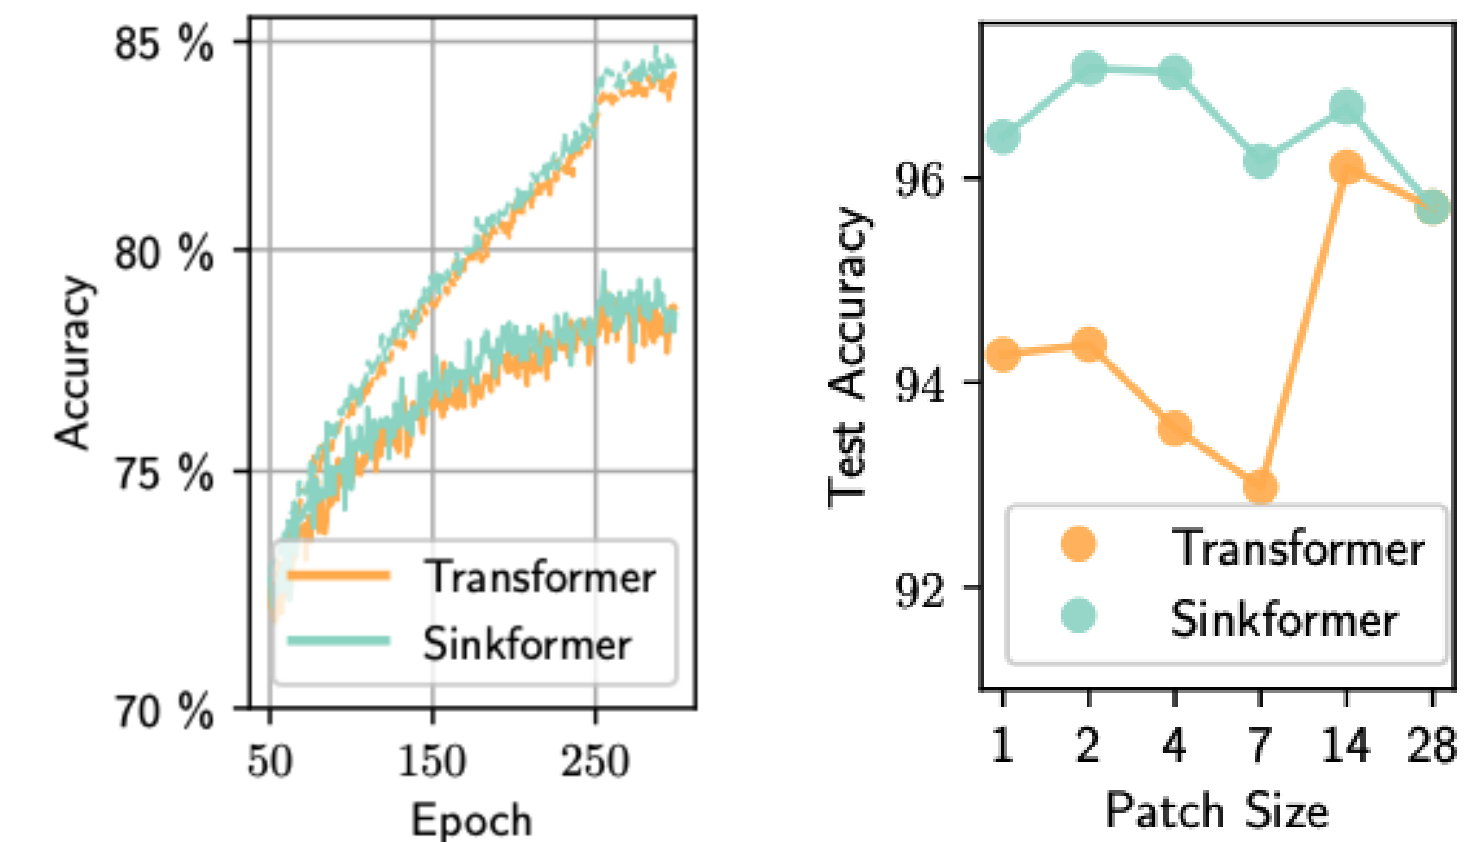 85 %
80 %
75 %
70 %
Accuracy
Transformer
Sinkformer
50 150 250
Epoch
96
94
92
Test Accuracy
Transformer
Sinkformer
1 2 4 7 14 28
Patch Size